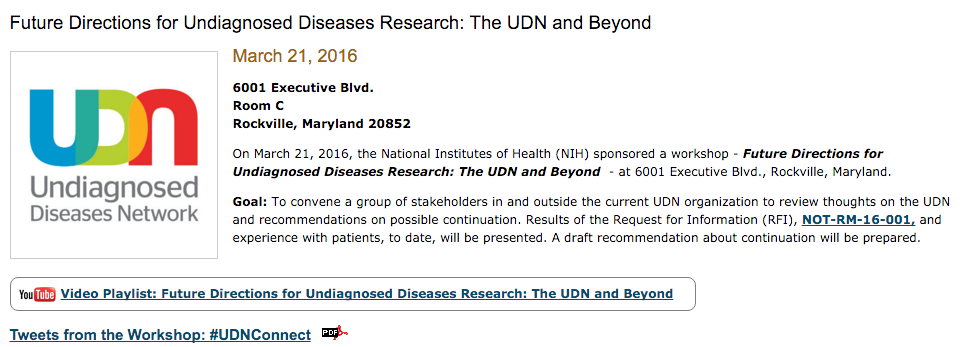 Future Directions for Undiagnosed Diseases Research: The UDN and Beyond
March 21, 2016
UDN
Undiagnosed
Diseases Network
6001 Executive Blvd.
Room C
Rockville, Maryland 20852
On March 21, 2016, the National Institutes of Health (NIH) sponsored a workshop - Future Directions for
Undiagnosed Diseases Research: The UDN and Beyond - at 6001 Executive Blvd., Rockville, Maryland.
Goal: To convene a group of stakeholders in and outside the current UDN organization to review thoughts on the UDN
and recommendations on possible continuation. Results of the Request for Information (RFI), NOT-RM-16-001, and
experience with patients, to date, will be presented. A draft recommendation about continuation will be prepared.
YouTube Video Playlist: Future Directions for Undiagnosed Diseases Research: The UDN and Beyond
Tweets from the Workshop: #UDNConnect PDF